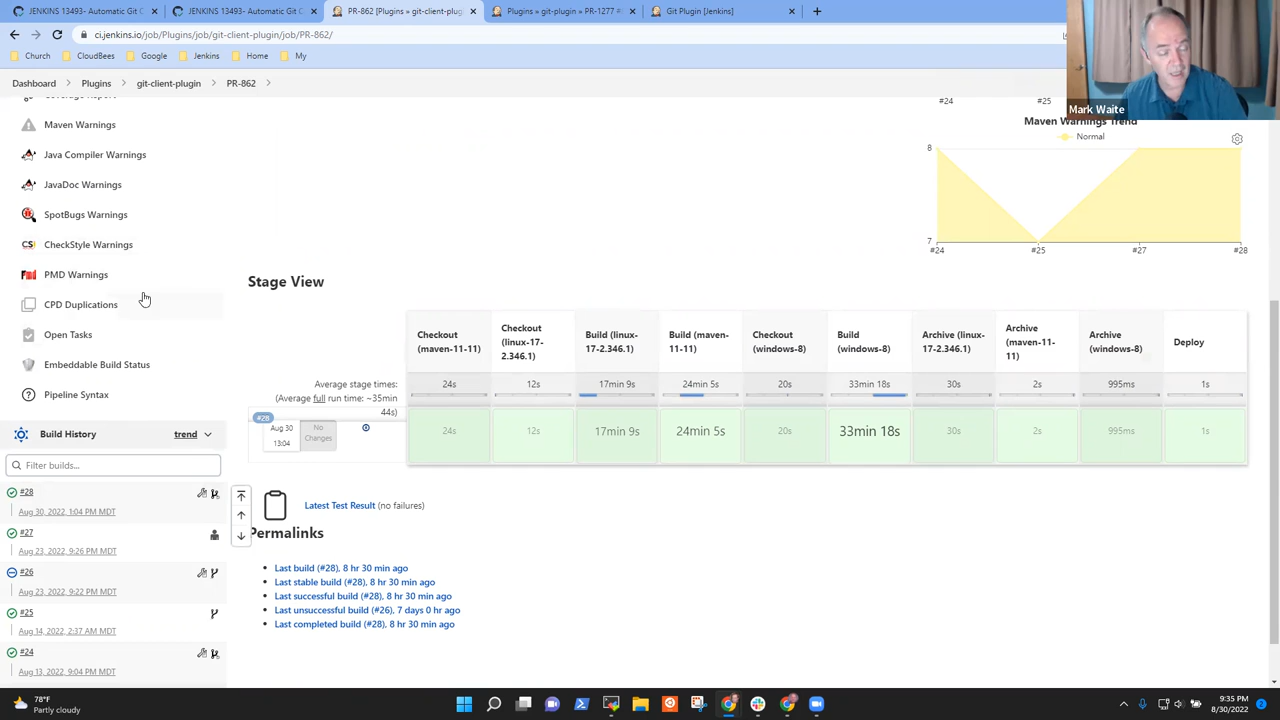 JENKINS 13493- Automatic Git C
JENKINS 13493- Automatic Git C
PR-862 [Plugins » git-client-plug
Plugins » git-plugin » PR-1277 #
Git Plugin [Jenkins]
ci.jenkins.io/job/Plugins/job/git-client-plugin/job/PR-862/
Church
CloudBees
Google
Jenkins
Home
My
Dashboard
Plugins
git-client-plugin
PR-862
Mark Waite
Coverage Report
Maven Warnings
Java Compiler Warnings
JavaDoc Warnings
SpotBugs Warnings
CheckStyle Warnings
PMD Warnings
CPD Duplications
Open Tasks
Embeddable Build Status
Pipeline Syntax
Build History
trend
Filter builds...
#28
Aug 30, 2022, 1:04 PM MDT
#27
Aug 23, 2022, 9:26 PM MDT
#26
Aug 23, 2022, 9:22 PM MDT
#25
Aug 14, 2022, 2:37 AM MDT
#24
Aug 13, 2022, 9:04 PM MDT
#24
#25
Maven Warnings Trend
Normal
8
7
#24
#25
#27
#28
Stage View
Checkout (maven-11-11)
Checkout (linux-17-2.346.1)
Build (linux-17-2.346.1)
Build (maven-11-11)
Checkout (windows-8)
Build (windows-8)
Archive (linux-17-2.346.1)
Archive (maven-11-11)
Archive (windows-8)
Deploy
Average stage times:
(Average full run time: ~35min 44s)
24s
12s
17min 9s
24min 5s
20s
33min 18s
30s
2s
995ms
1s
#28
Aug 30
13:04
No Changes
24s
12s
17min 9s
24min 5s
20s
33min 18s
30s
2s
995ms
1s
Latest Test Result (no failures)
Permalinks
Last build (#28), 8 hr 30 min ago
Last stable build (#28), 8 hr 30 min ago
Last successful build (#28), 8 hr 30 min ago
Last unsuccessful build (#26), 7 days 0 hr ago
Last completed build (#28), 8 hr 30 min ago
78°F
Partly cloudy
9:35 PM
8/30/2022